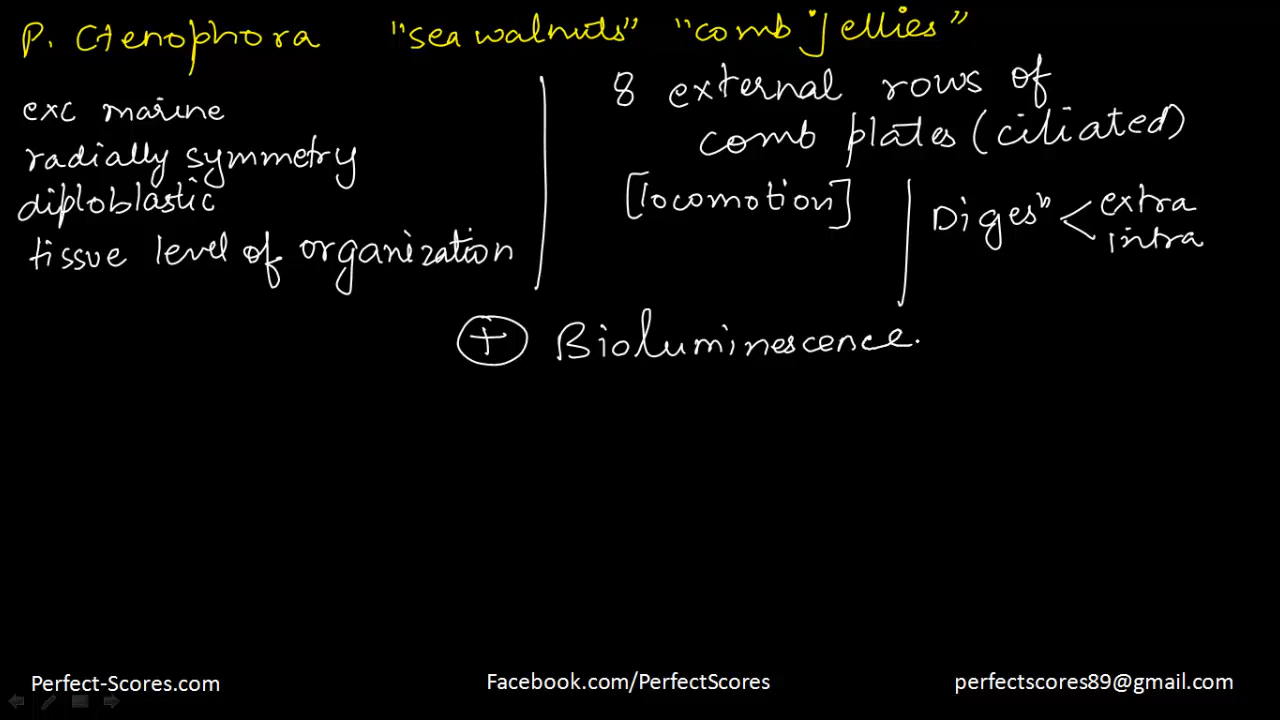 P. Ctenophora "sea walnuts" "comb jellies"
exc marine
radially symmetry
diploblastic
tissue level of organization
8 external rows of
comb plates (ciliated)
[locomotion]
Digesⁿ < extra
intra
+ Bioluminescence.
Perfect-Scores.com
Facebook.com/PerfectScores
perfectscores89@gmail.com